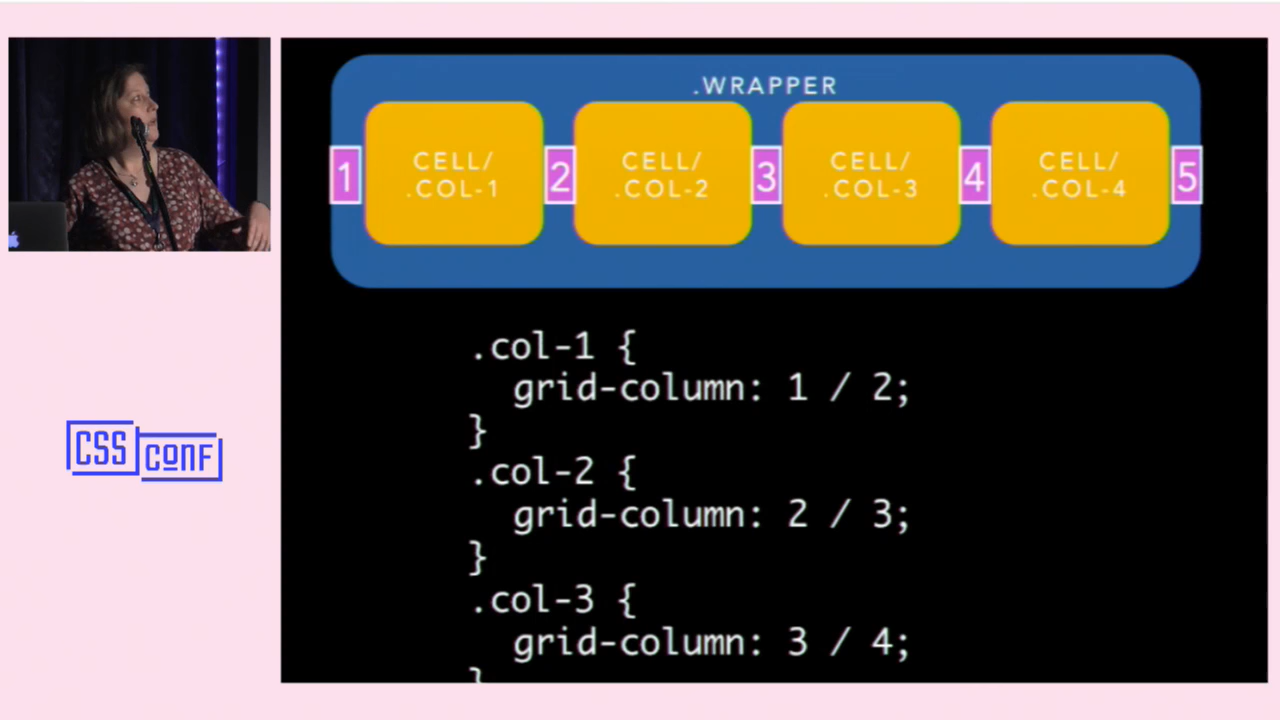 .WRAPPER
1
CELL/
.COL-1
2
CELL/
.COL-2
3
CELL/
.COL-3
4
CELL/
.COL-4
5
.col-1 {
  grid-column: 1 / 2;
}
.col-2 {
  grid-column: 2 / 3;
}
.col-3 {
  grid-column: 3 / 4;
}
CSS
CONF